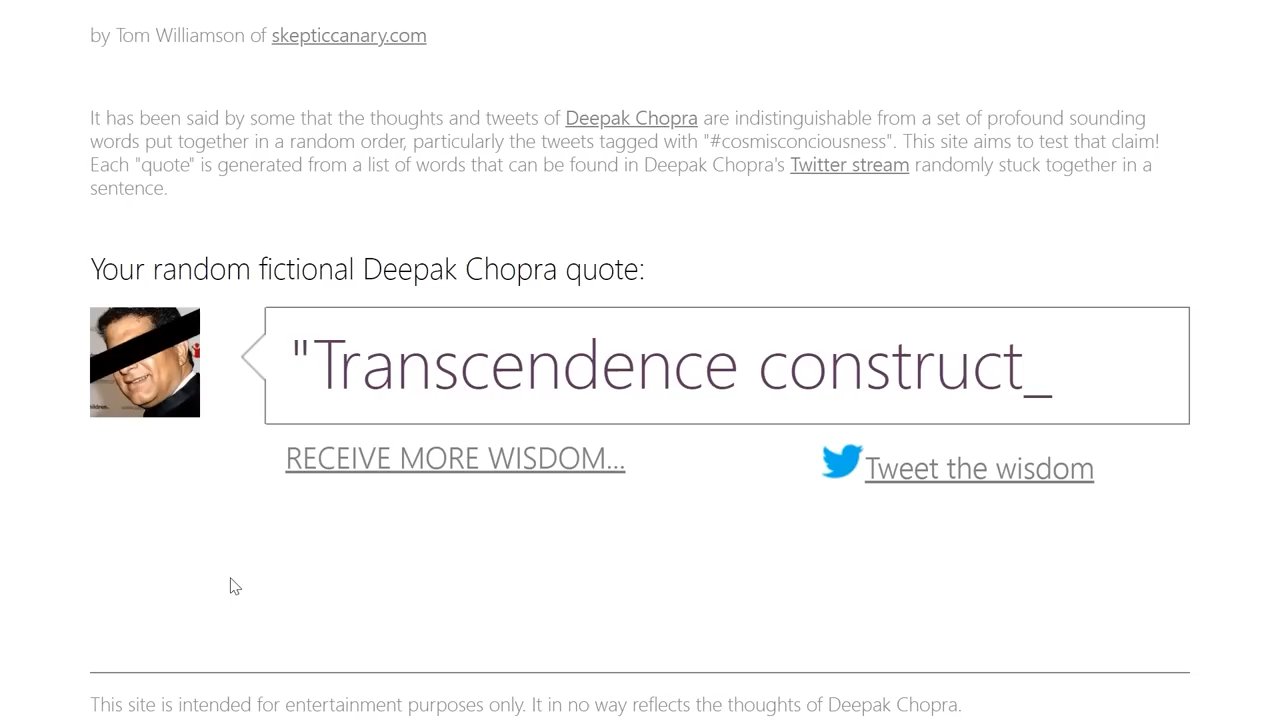 by Tom Williamson of skepticcanary.com
It has been said by some that the thoughts and tweets of Deepak Chopra are indistinguishable from a set of profound sounding
words put together in a random order, particularly the tweets tagged with "#cosmisconciousness". This site aims to test that claim!
Each "quote" is generated from a list of words that can be found in Deepak Chopra's Twitter stream randomly stuck together in a
sentence.
Your random fictional Deepak Chopra quote:
"Transcendence construct_
RECEIVE MORE WISDOM...
Tweet the wisdom
This site is intended for entertainment purposes only. It in no way reflects the thoughts of Deepak Chopra.